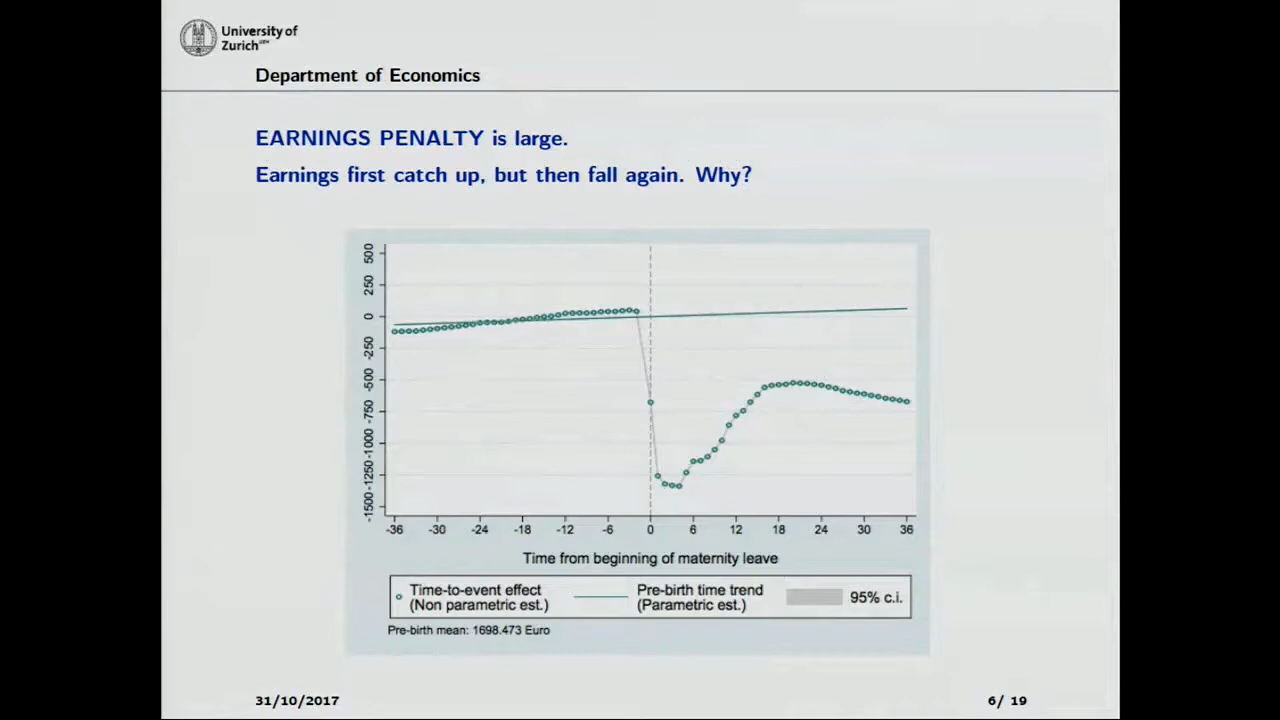 University of
Zurich UZH
Department of Economics
EARNINGS PENALTY is large.
Earnings first catch up, but then fall again. Why?
500
250
0
-250
-500
-750
-1000
-1250
-1500
-36 -30 -24 -18 -12 -6 0 6 12 18 24 30 36
Time from beginning of maternity leave
Time-to-event effect
(Non parametric est.)
Pre-birth time trend
(Parametric est.)
95% c.i.
Pre-birth mean: 1698.473 Euro
31/10/2017
6/ 19